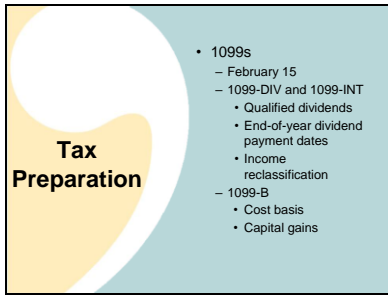 Tax
Preparation
• 1099s
– February 15
– 1099-DIV and 1099-INT
• Qualified dividends
• End-of-year dividend
payment dates
• Income
reclassification
– 1099-B
• Cost basis
• Capital gains